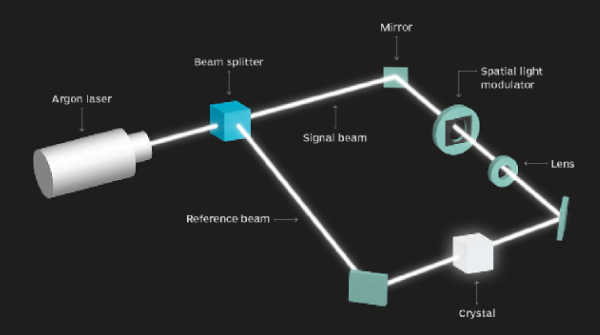 Mirror
Beam splitter
Spatial light
modulator
Argon laser
Signal beam
Lens
Reference beam
Crystal